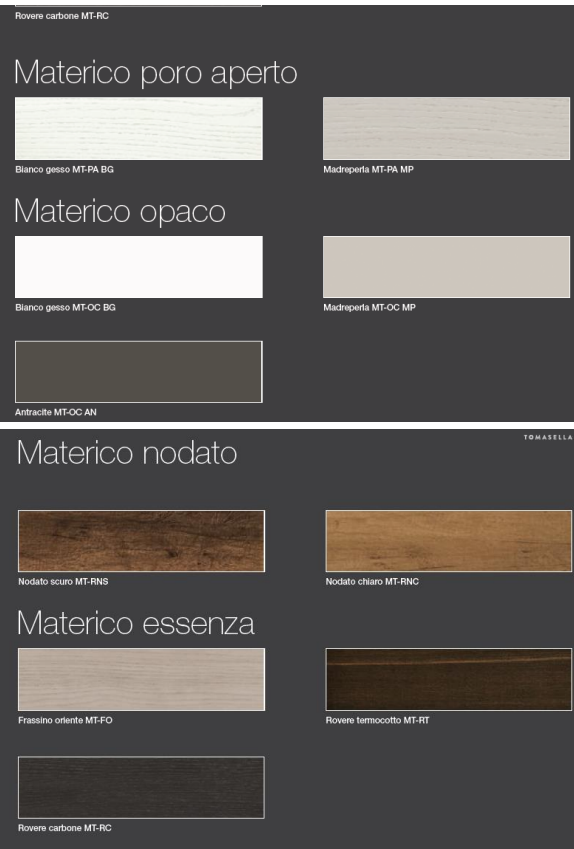 Rovere carbone MT-RC
Materico poro aperto
Bianco gesso MT-PA BG
Madreperla MT-PA MP
Materico opaco
Bianco gesso MT-OC BG
Madreperla MT-OC MP
Antracite MT-OC AN
TOMASELLA
Materico nodato
Nodato scuro MT-RNS
Nodato chiaro MT-RNC
Materico essenza
Frassino oriente MT-FO
Rovere termocotto MT-RT
Rovere carbone MT-RC